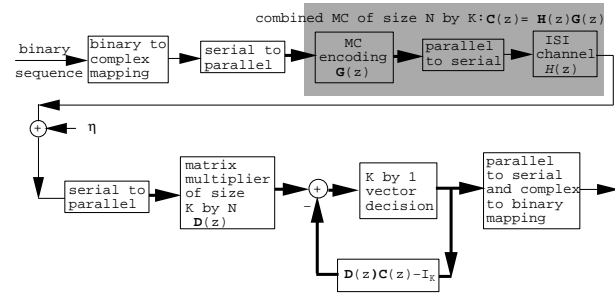 combined MC of size N by K: C(z)= H(z)G(z)
binary
sequence
binary to
complex
mapping
serial to
parallel
MC
encoding
G(z)
parallel
to serial
ISI
channel
H(z)
+
η
serial to
parallel
matrix
multiplier
of size
K by N
D(z)
+
−
K by 1
vector
decision
parallel
to serial
and complex
to binary
mapping
D(z)C(z)−I_K